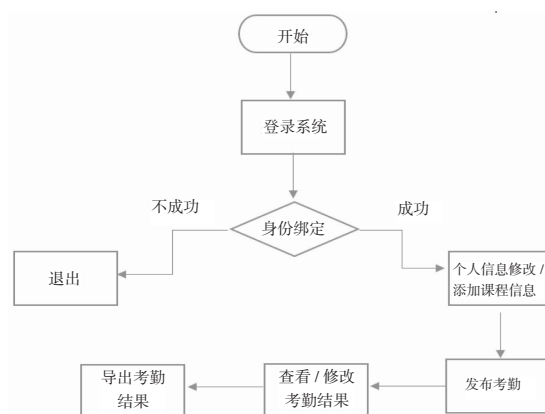 开始
登录系统
不成功
成功
身份绑定
退出
个人信息修改 /
添加课程信息
导出考勤
结果
查看 / 修改
考勤结果
发布考勤